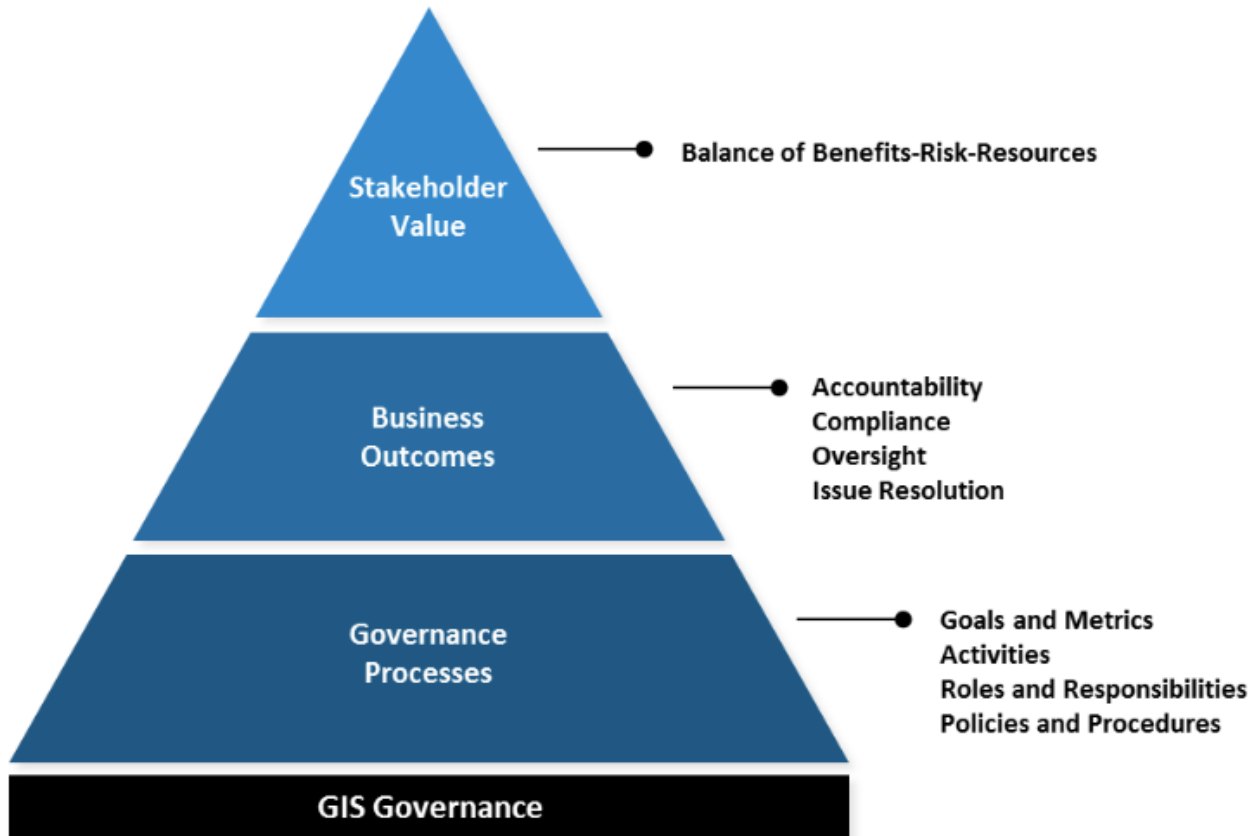 Stakeholder
Value
Balance of Benefits-Risk-Resources
Business
Outcomes
Accountability
Compliance
Oversight
Issue Resolution
Governance
Processes
Goals and Metrics
Activities
Roles and Responsibilities
Policies and Procedures
GIS Governance